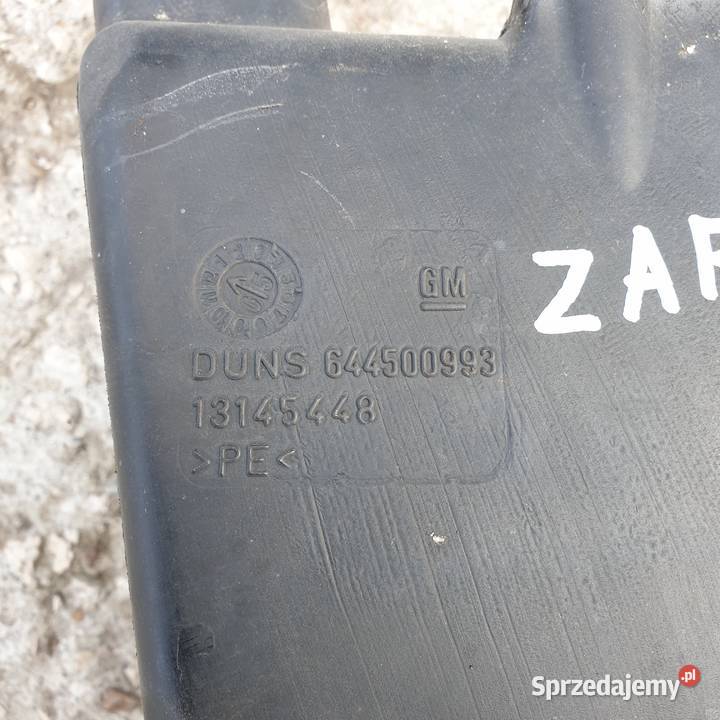 GM
ZAF
DUNS 644500993
13145448
>PE<
Sprzedajemy.pl